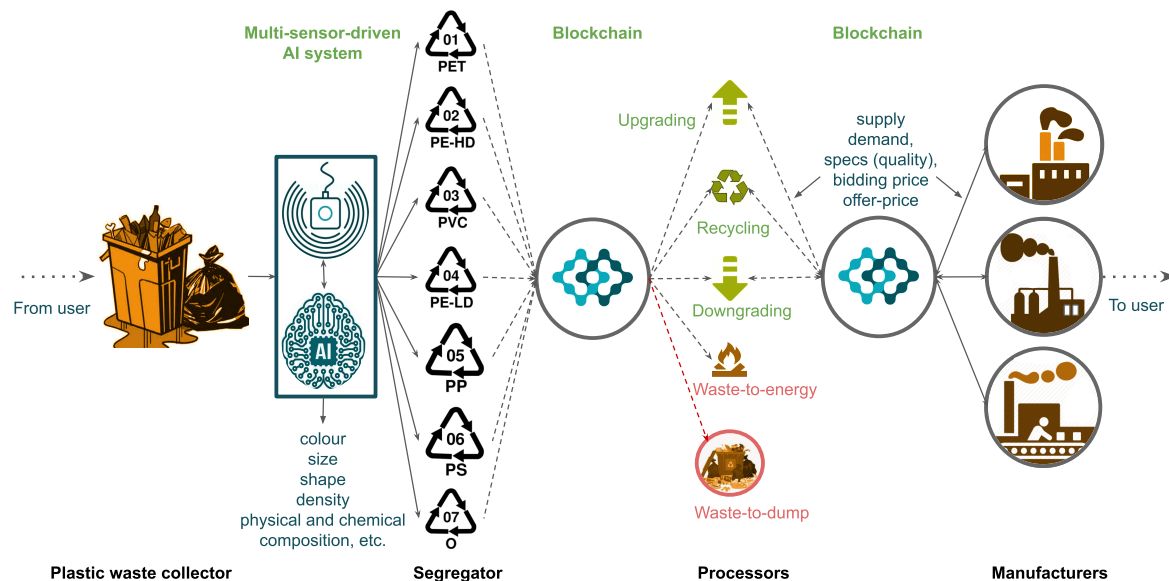 Multi-sensor-driven
AI system
Blockchain
Blockchain
01
PET
02
PE-HD
03
PVC
04
PE-LD
05
PP
06
PS
07
O
From user
AI
colour
size
shape
density
physical and chemical
composition, etc.
Upgrading
Recycling
Downgrading
Waste-to-energy
Waste-to-dump
supply
demand,
specs (quality),
bidding price
offer-price
To user
Plastic waste collector
Segregator
Processors
Manufacturers